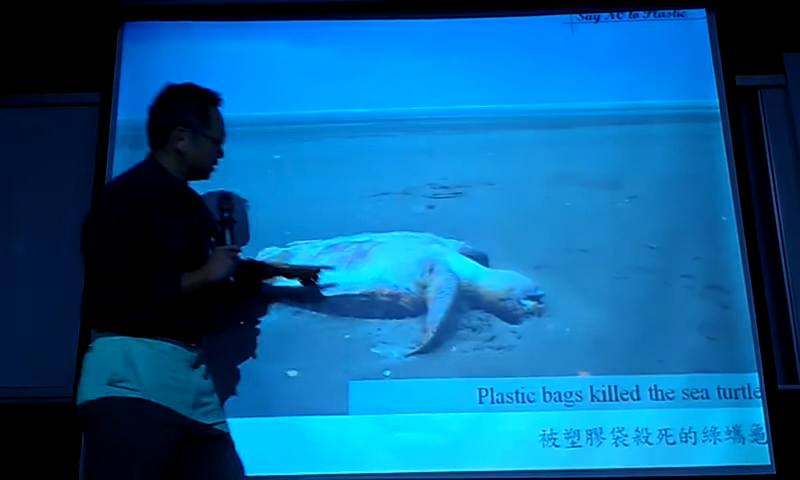 Say NO to Plastic
Plastic bags killed the sea turtle
被塑膠袋殺死的綠蠵龜